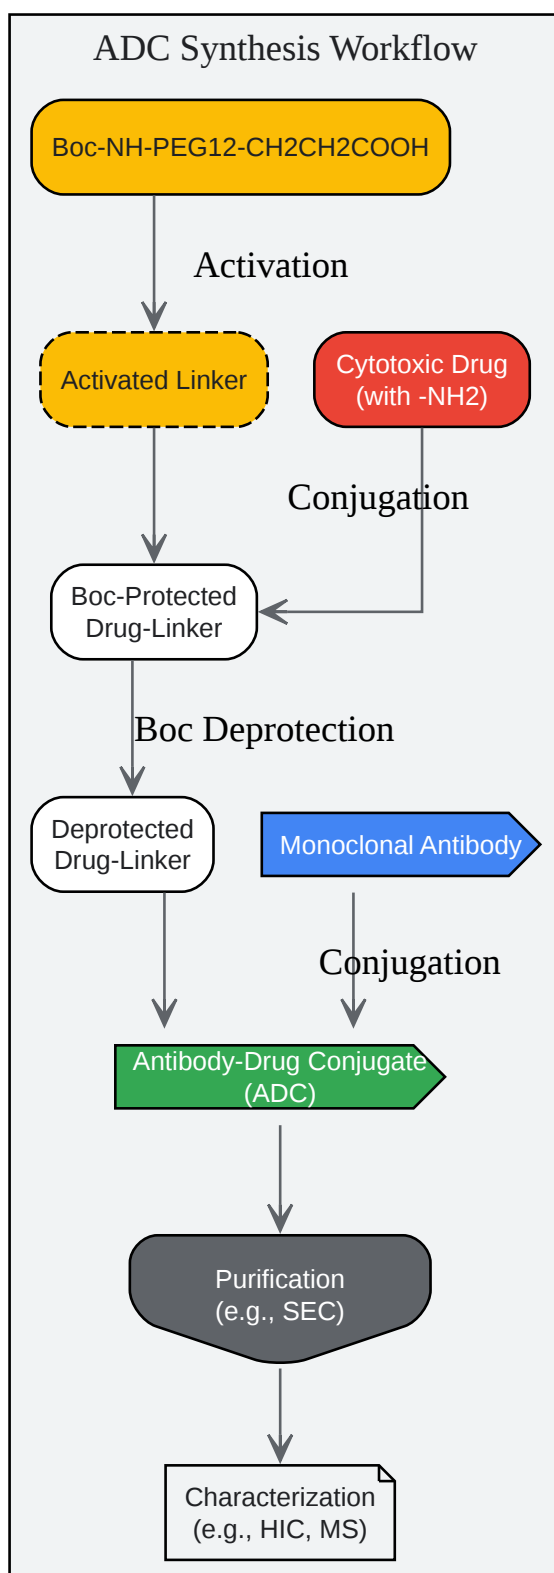 ADC Synthesis Workflow
Boc-NH-PEG12-CH2CH2COOH
Activation
Activated Linker
Cytotoxic Drug
(with -NH2)
Conjugation
Boc-Protected
Drug-Linker
Boc Deprotection
Deprotected
Drug-Linker
Monoclonal Antibody
Conjugation
Antibody-Drug Conjugate
(ADC)
Purification
(e.g., SEC)
Characterization
(e.g., HIC, MS)